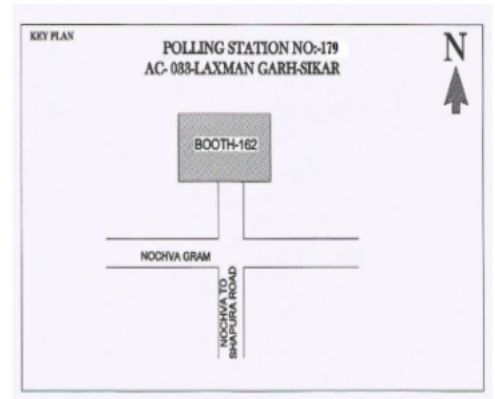 KEY PLAN
POLLING STATION NO:-179
AC- 033-LAXMAN GARH-SIKAR
N
BOOTH-162
NOCHVA GRAM
NOCHVA TO
SHAPURA ROAD